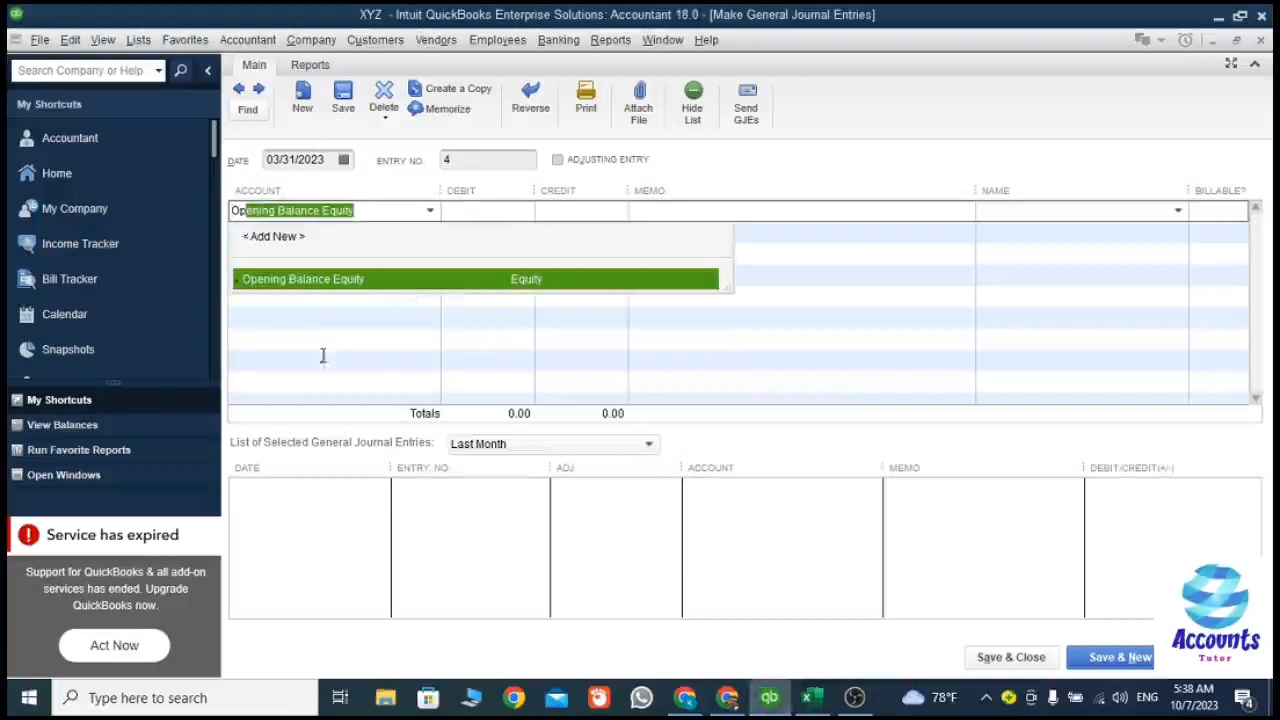 XYZ - Intuit QuickBooks Enterprise Solutions: Accountant 18.0 - [Make General Journal Entries]
File Edit View Lists Favorites Accountant Company Customers Vendors Employees Banking Reports Window Help
Search Company or Help
My Shortcuts
Accountant
Home
My Company
Income Tracker
Bill Tracker
Calendar
Snapshots
My Shortcuts
View Balances
Run Favorite Reports
Open Windows
Service has expired
Support for QuickBooks & all add-on
services has ended. Upgrade
QuickBooks now.
Act Now
Main Reports
Find
New
Save
Delete
Create a Copy
Memorize
Reverse
Print
Attach
File
Hide
List
Send
GJEs
DATE 03/31/2023 ENTRY NO. 4 ADJUSTING ENTRY
ACCOUNT DEBIT CREDIT MEMO NAME BILLABLE?
Opening Balance Equity
< Add New >
Opening Balance Equity Equity
Totals 0.00 0.00
List of Selected General Journal Entries: Last Month
DATE ENTRY. NO ADJ ACCOUNT MEMO DEBIT/CREDIT(+/-)
Save & Close Save & New
Accounts
Tutor
Type here to search
qb
78°F
ENG
5:38 AM
10/7/2023
4